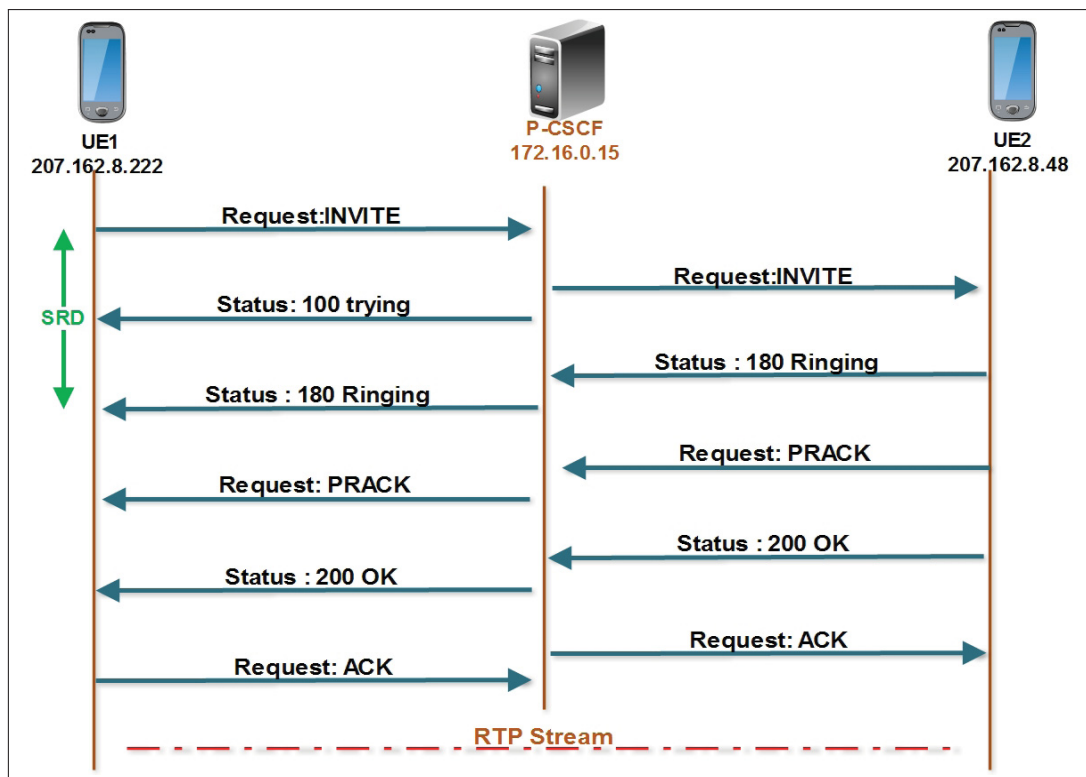 UE1
207.162.8.222
P-CSCF
172.16.0.15
UE2
207.162.8.48
Request:INVITE
Request:INVITE
Status: 100 trying
SRD
Status : 180 Ringing
Status : 180 Ringing
Request: PRACK
Request: PRACK
Status : 200 OK
Status : 200 OK
Request: ACK
Request: ACK
RTP Stream